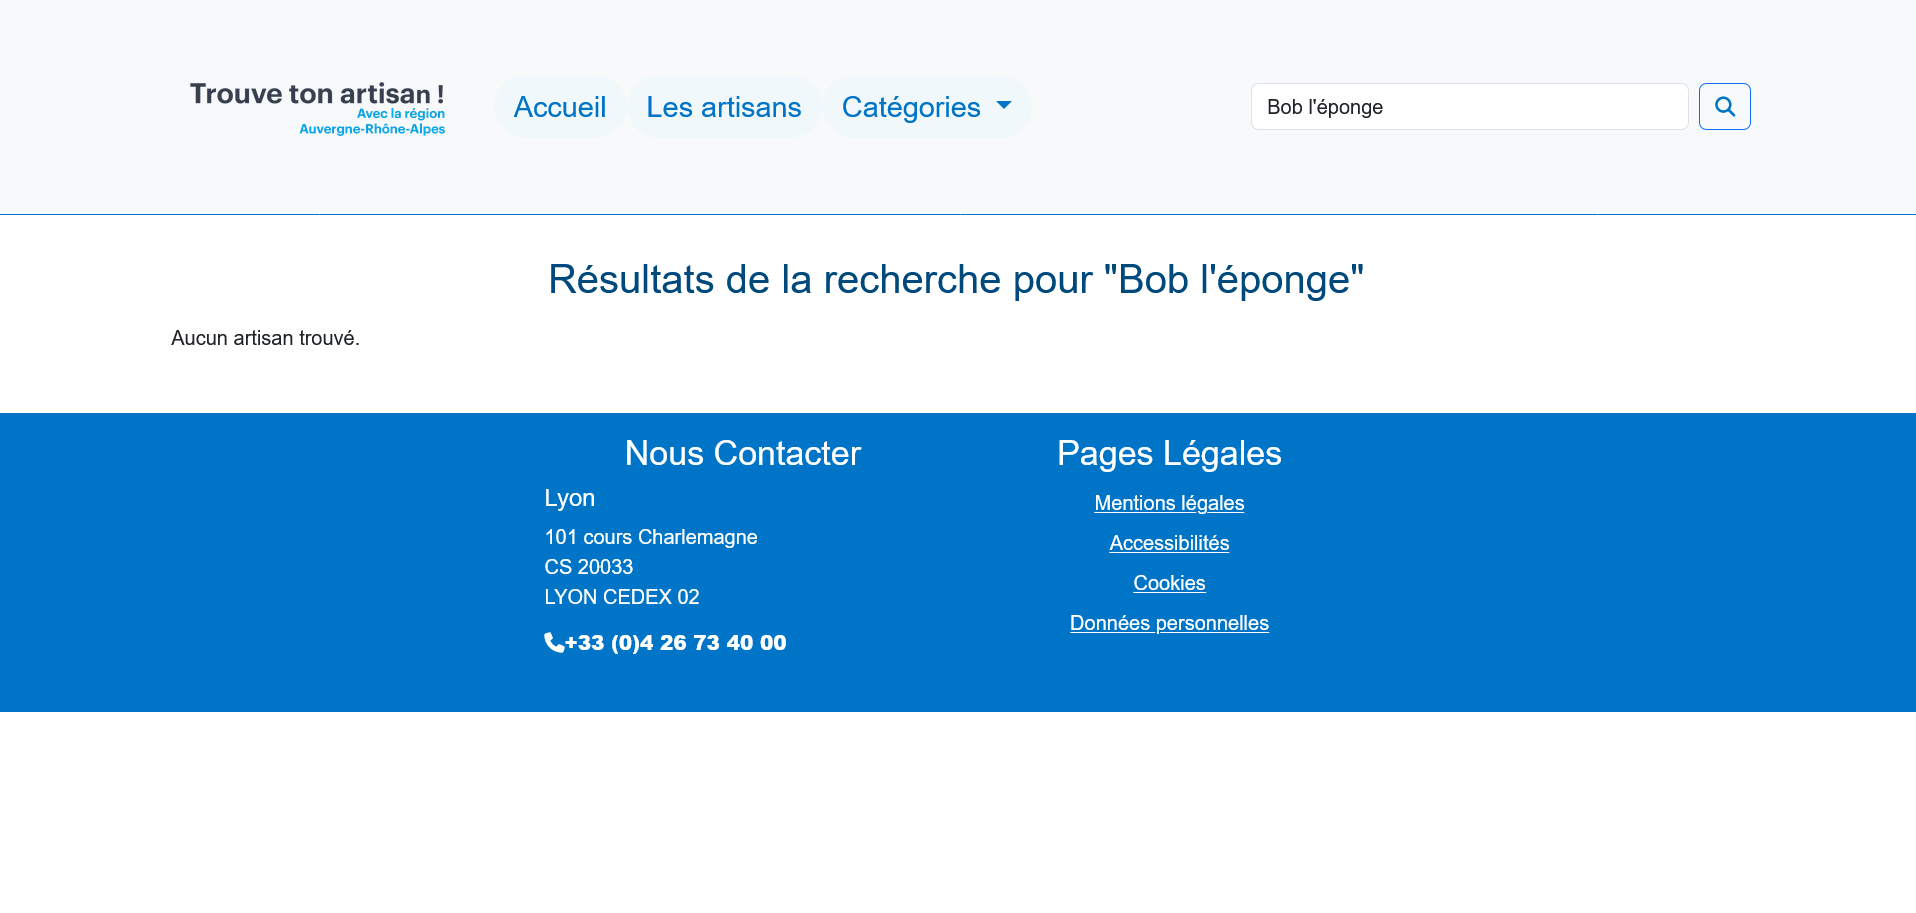 Trouve ton artisan !
Avec la région
Auvergne-Rhône-Alpes
Accueil
Les artisans
Catégories
Bob l'éponge
Résultats de la recherche pour "Bob l'éponge"
Aucun artisan trouvé.
Nous Contacter
Lyon
101 cours Charlemagne
CS 20033
LYON CEDEX 02
+33 (0)4 26 73 40 00
Pages Légales
Mentions légales
Accessibilités
Cookies
Données personnelles